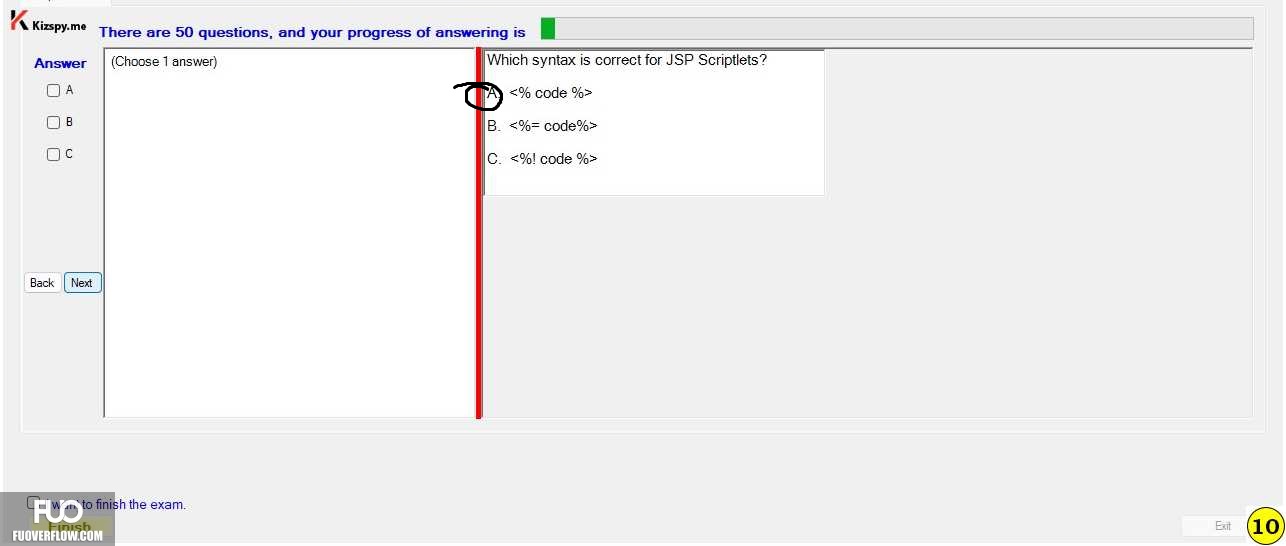 Kizspy.me
There are 50 questions, and your progress of answering is
Answer
(Choose 1 answer)
A
B
C
Back Next
Which syntax is correct for JSP Scriptlets?
A. <% code %>
B. <%= code%>
C. <%! code %>
I want to finish the exam.
Finish
FUO
FUOVERFLOW.COM
Exit
10